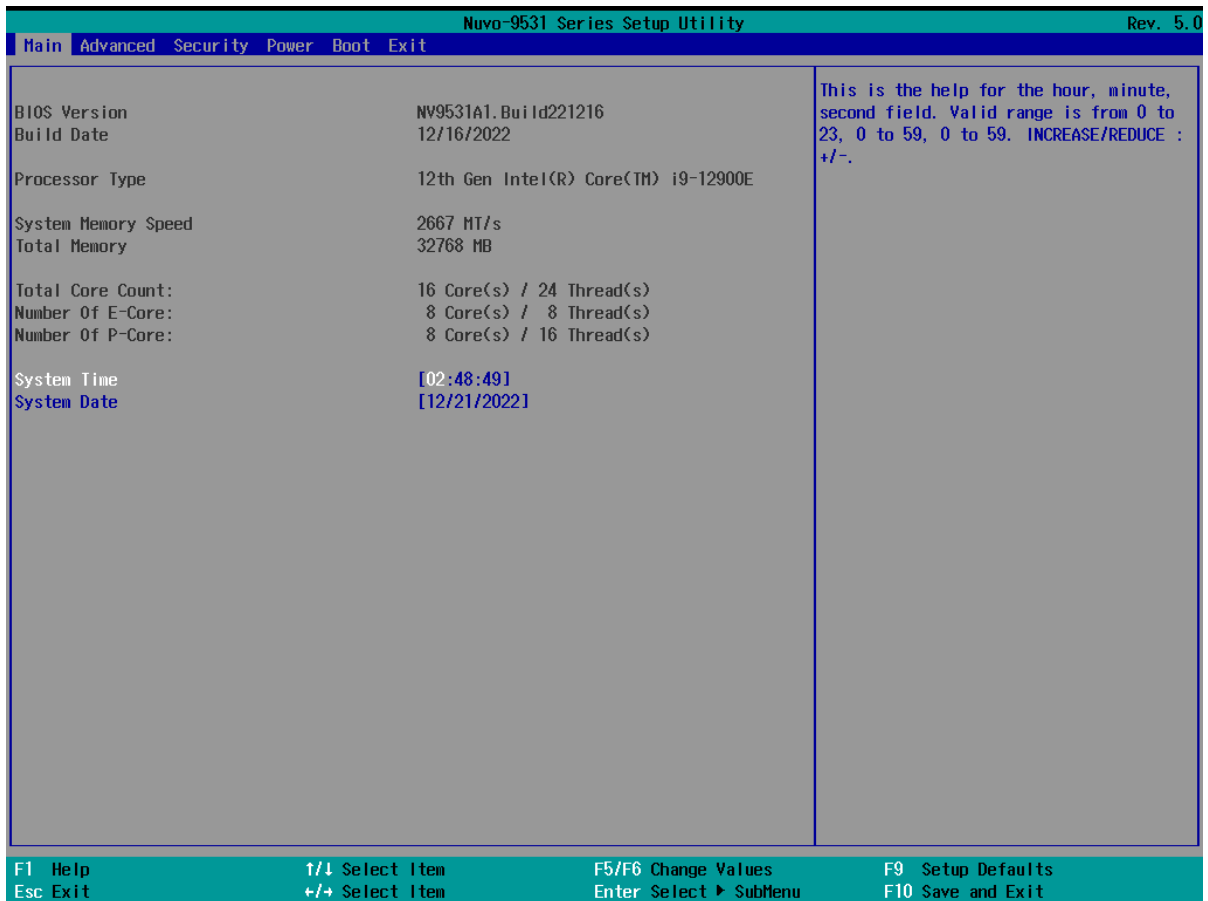 Nuvo-9531 Series Setup Utility Rev. 5.0
Main Advanced Security Power Boot Exit
This is the help for the hour, minute,
second field. Valid range is from 0 to
23, 0 to 59, 0 to 59. INCREASE/REDUCE :
+/-.
BIOS Version NV9531A1.Build221216
Build Date 12/16/2022
Processor Type 12th Gen Intel(R) Core(TM) i9-12900E
System Memory Speed 2667 MT/s
Total Memory 32768 MB
Total Core Count: 16 Core(s) / 24 Thread(s)
Number Of E-Core: 8 Core(s) / 8 Thread(s)
Number Of P-Core: 8 Core(s) / 16 Thread(s)
System Time [02:48:49]
System Date [12/21/2022]
F1 Help ↑/↓ Select Item F5/F6 Change Values F9 Setup Defaults
Esc Exit ←/→ Select Item Enter Select ▶ SubMenu F10 Save and Exit